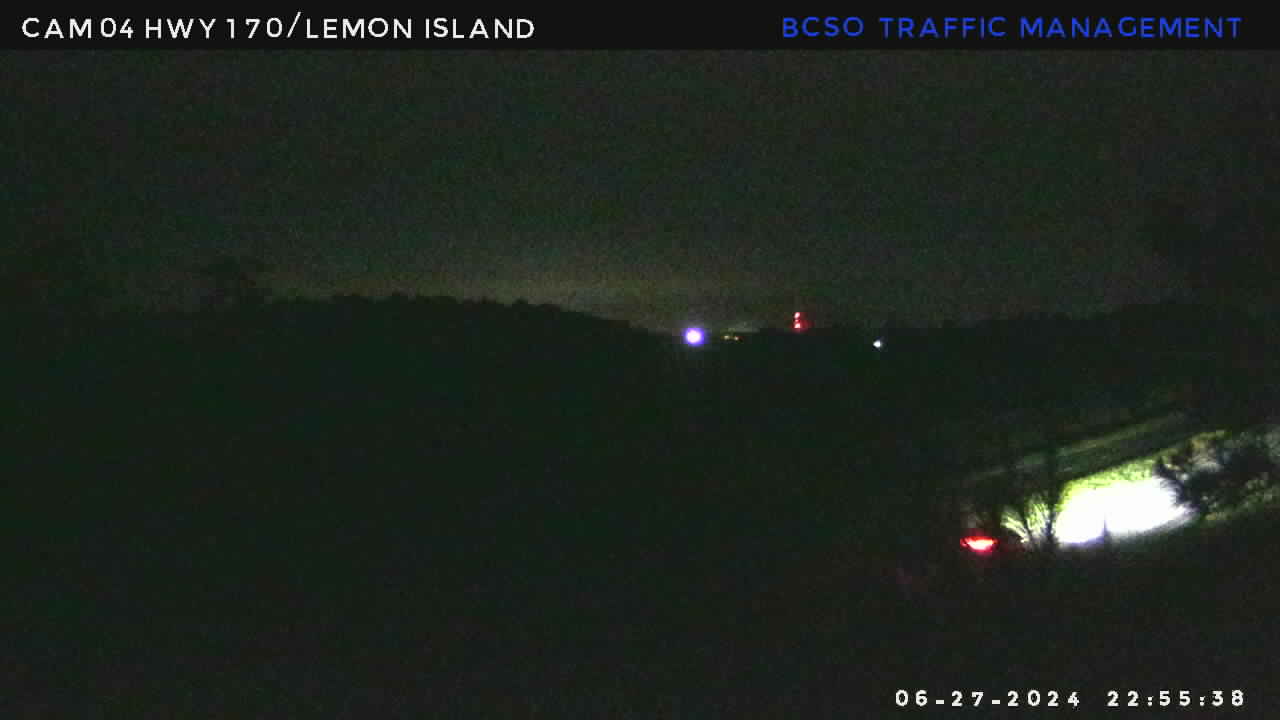 CAM04 HWY 170/LEMON ISLAND
BCSO TRAFFIC MANAGEMENT
06-27-2024 22:55:38